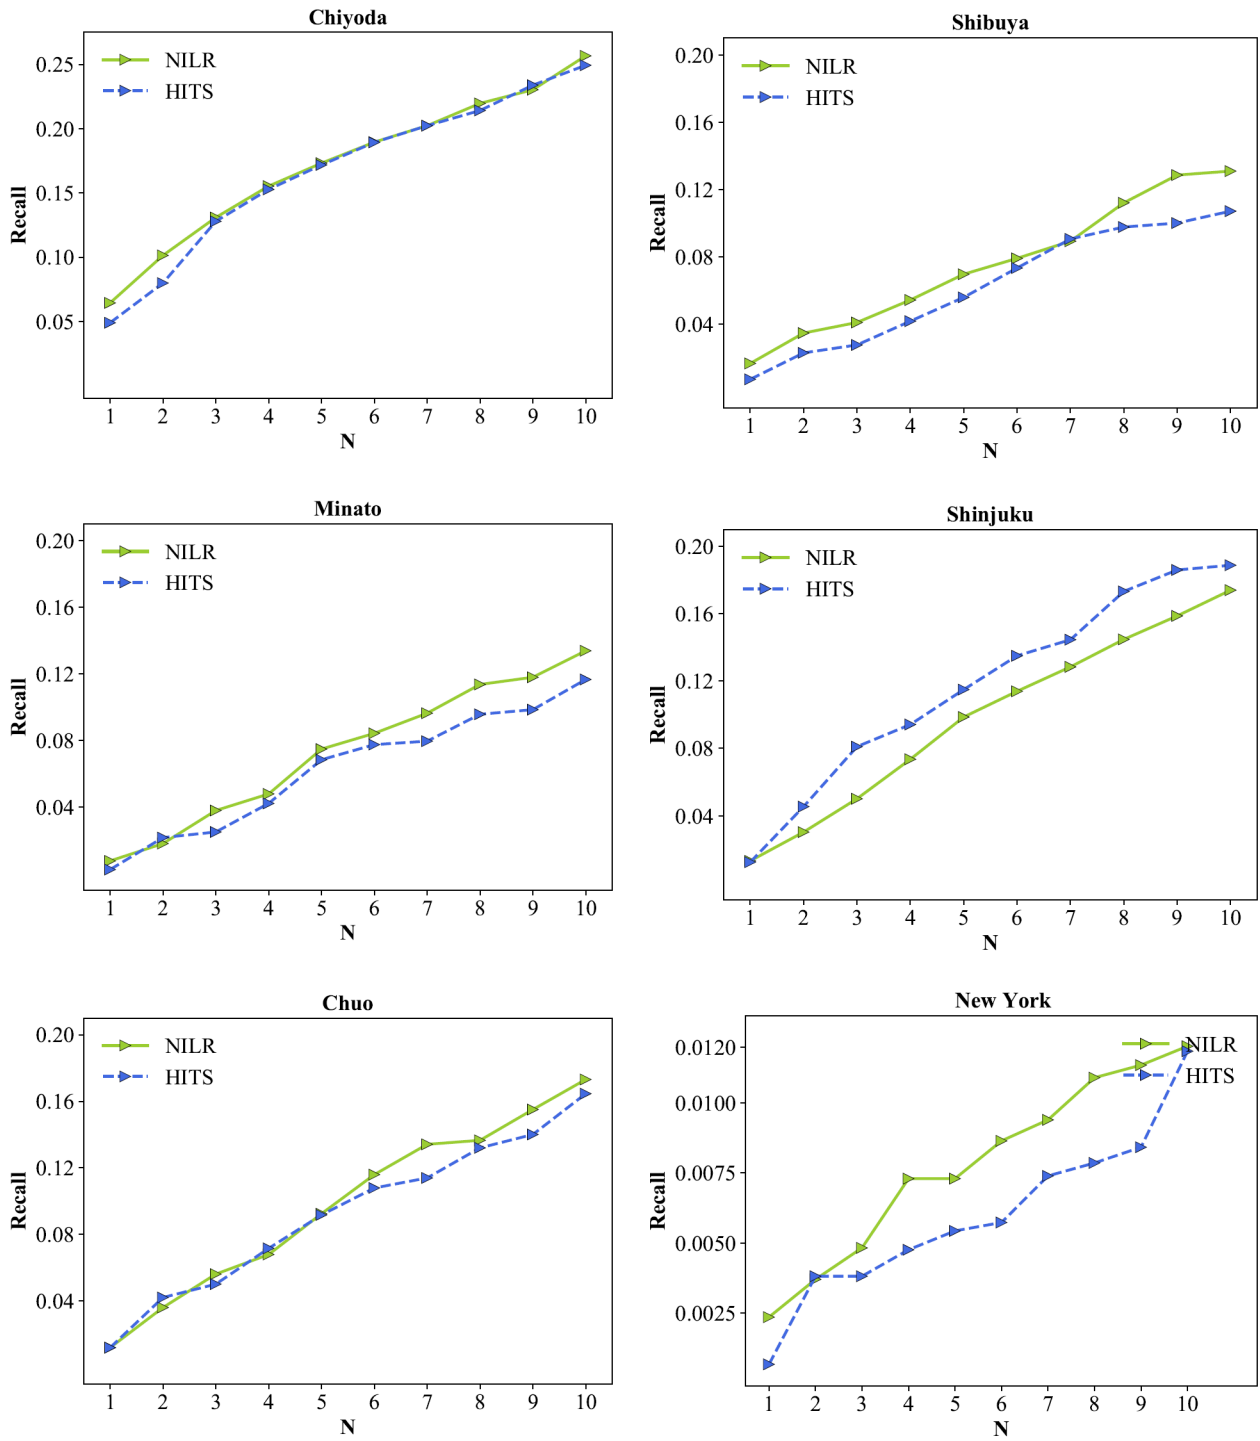 Chiyoda
NILR
HITS
0.25
0.20
0.15
0.10
0.05
Recall
1 2 3 4 5 6 7 8 9 10
N
Shibuya
NILR
HITS
0.20
0.16
0.12
0.08
0.04
Recall
1 2 3 4 5 6 7 8 9 10
N
Minato
NILR
HITS
0.20
0.16
0.12
0.08
0.04
Recall
1 2 3 4 5 6 7 8 9 10
N
Shinjuku
NILR
HITS
0.20
0.16
0.12
0.08
0.04
Recall
1 2 3 4 5 6 7 8 9 10
N
Chuo
NILR
HITS
0.20
0.16
0.12
0.08
0.04
Recall
1 2 3 4 5 6 7 8 9 10
N
New York
NILR
HITS
0.0120
0.0100
0.0075
0.0050
0.0025
Recall
1 2 3 4 5 6 7 8 9 10
N